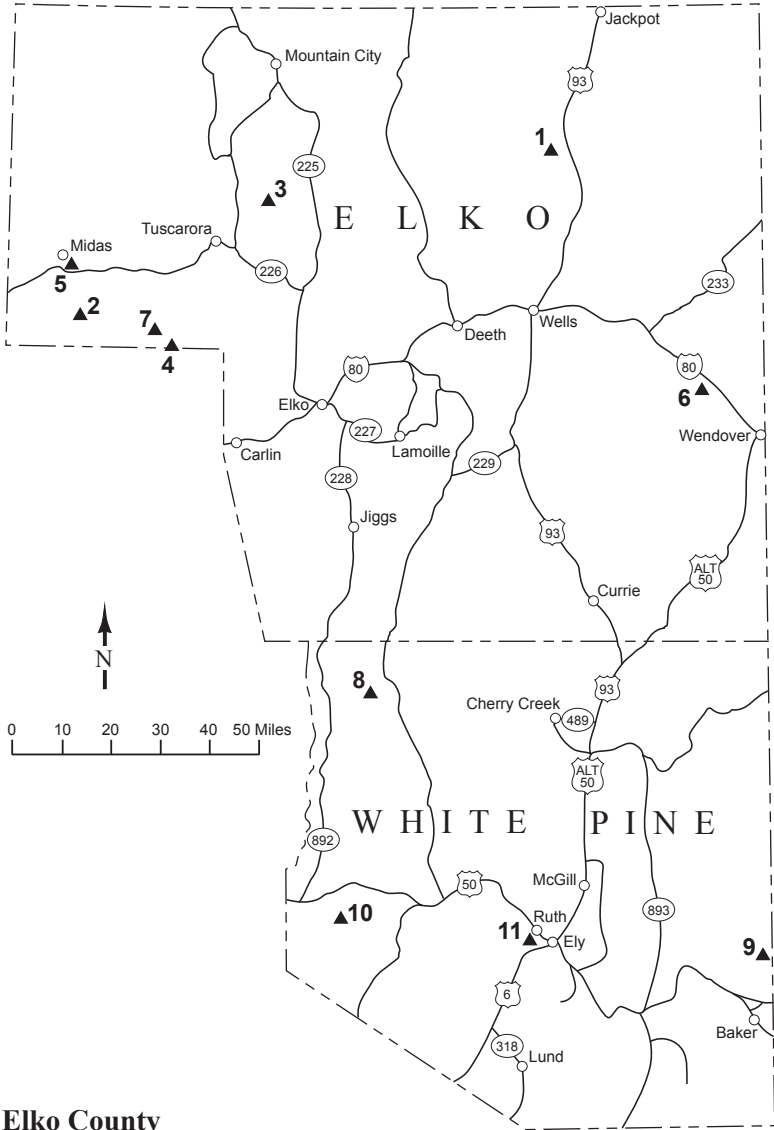 Jackpot
Mountain City
93
1
225
3
E L K O
Tuscarora
Midas
226
5
233
2
7
Wells
Deeth
4
80
80
6
Elko
227
Wendover
Lamoille
Carlin
229
228
Jiggs
93
ALT
50
Currie
N
8
93
Cherry Creek
489
0 10 20 30 40 50 Miles
ALT
50
W H I T E P I N E
892
50
McGill
893
10
Ruth
11
Ely
9
6
Baker
318
Lund
Elko County